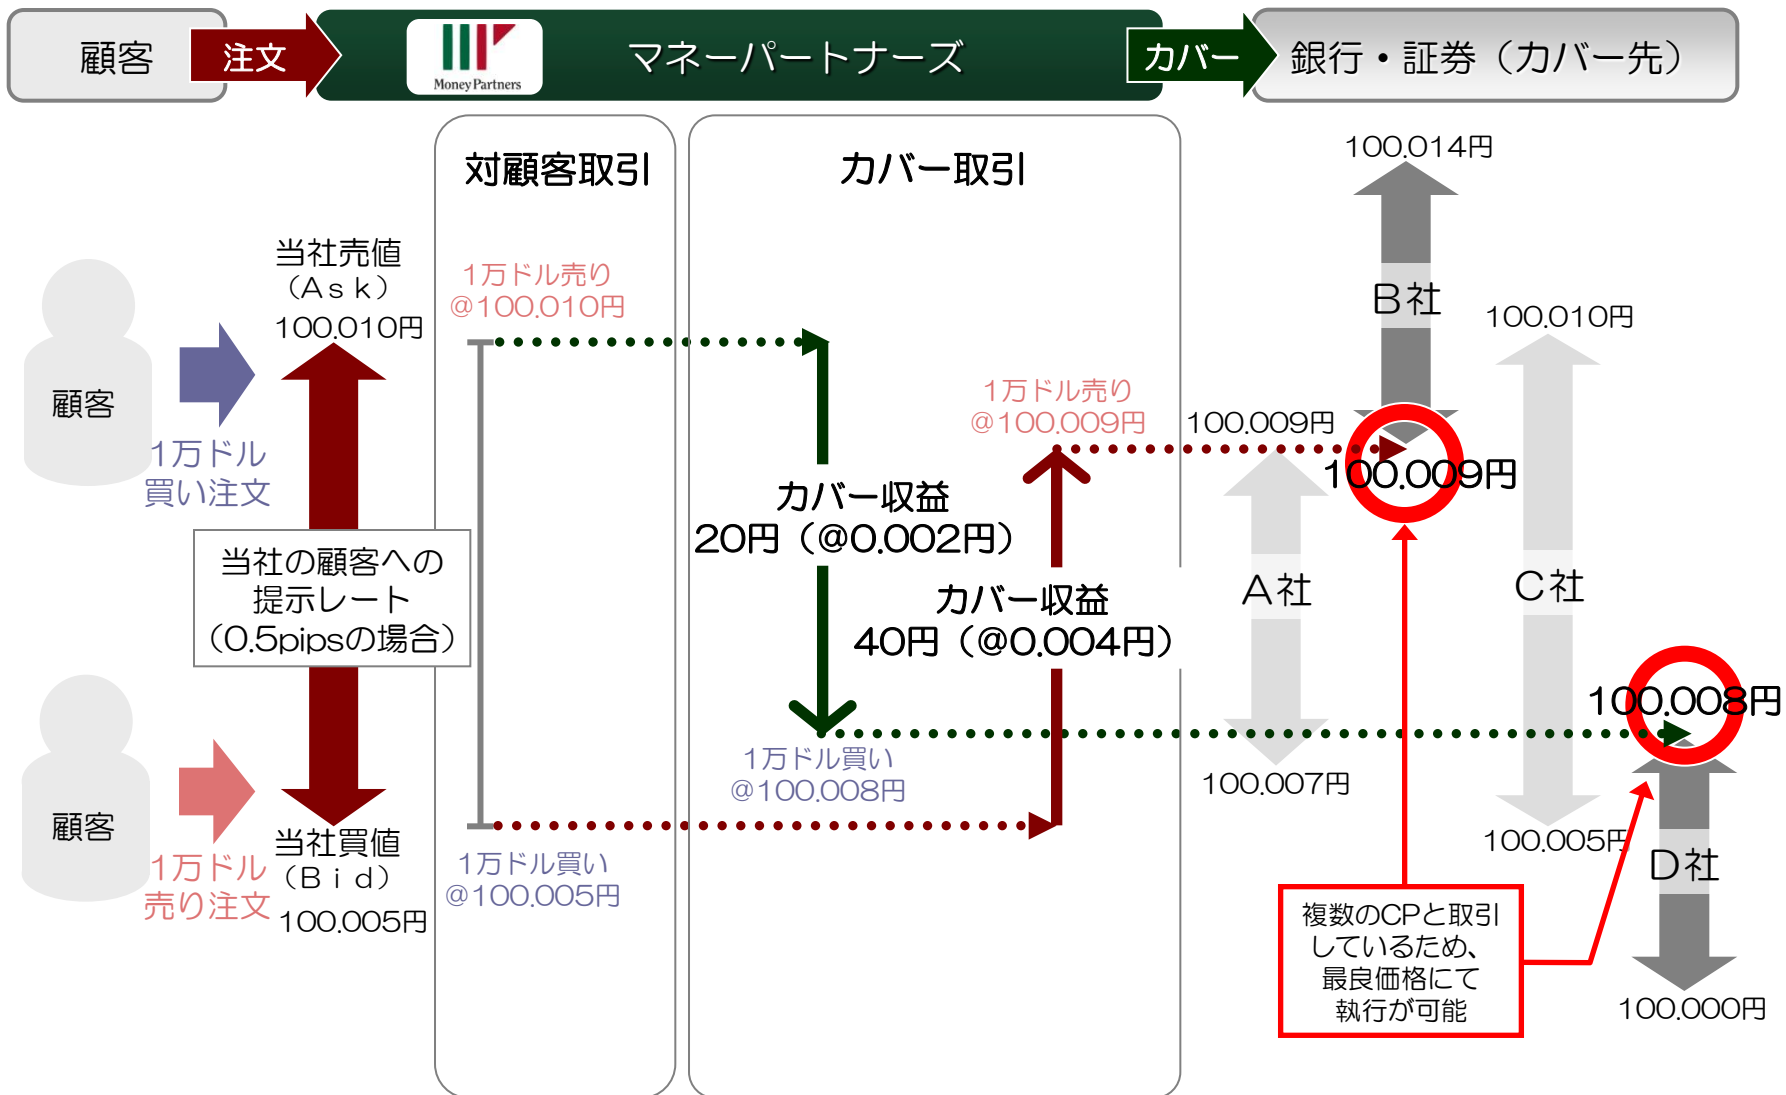 顧客
注文
Money Partners
マネーパートナーズ
カバー
銀行・証券（カバー先）
対顧客取引
カバー取引
当社売値
（Ａｓｋ）
100.010円
顧客
1万ドル
買い注文
当社の顧客への
提示レート
（0.5pipsの場合）
顧客
1万ドル
売り注文
当社買値
（Ｂｉｄ）
100.005円
1万ドル売り
@100.010円
1万ドル買い
@100.005円
カバー収益
20円（@0.002円）
1万ドル買い
@100.008円
1万ドル売り
@100.009円
カバー収益
40円（@0.004円）
100.009円
A社
100.007円
100.014円
B社
100.009円
100.010円
C社
100.005円
100.008円
D社
100.000円
複数のCPと取引
しているため、
最良価格にて
執行が可能